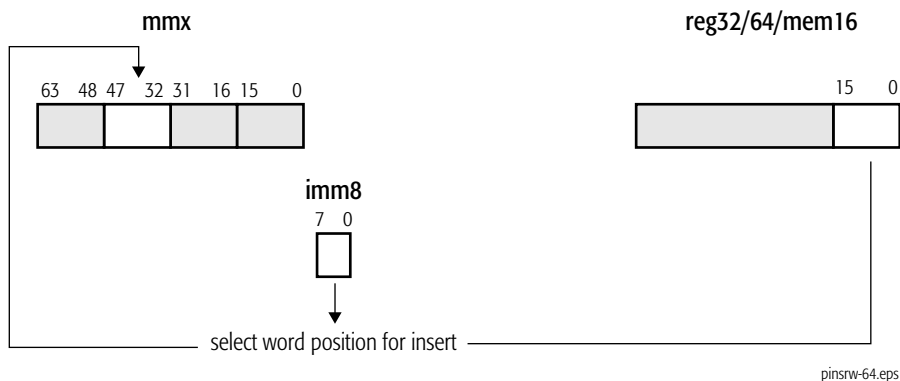 mmx reg32/64/mem16
63 48 47 32 31 16 15 0 15 0
imm8
7 0
select word position for insert
pinsrw-64.eps